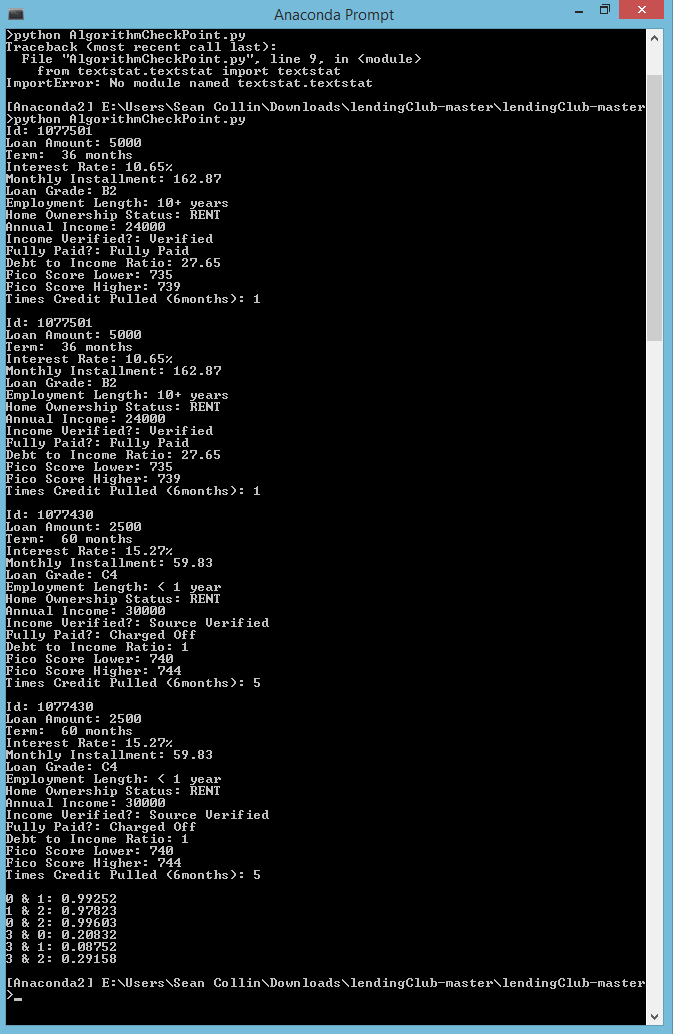 Anaconda Prompt
>python AlgorithmCheckPoint.py
Traceback (most recent call last):
  File "AlgorithmCheckPoint.py", line 9, in <module>
    from textstat.textstat import textstat
ImportError: No module named textstat.textstat

[Anaconda2] E:\Users\Sean Collin\Downloads\lendingClub-master\lendingClub-master
>python AlgorithmCheckPoint.py
Id: 1077501
Loan Amount: 5000
Term:  36 months
Interest Rate: 10.65%
Monthly Installment: 162.87
Loan Grade: B2
Employment Length: 10+ years
Home Ownership Status: RENT
Annual Income: 24000
Income Verified?: Verified
Fully Paid?: Fully Paid
Debt to Income Ratio: 27.65
Fico Score Lower: 735
Fico Score Higher: 739
Times Credit Pulled (6months): 1

Id: 1077501
Loan Amount: 5000
Term:  36 months
Interest Rate: 10.65%
Monthly Installment: 162.87
Loan Grade: B2
Employment Length: 10+ years
Home Ownership Status: RENT
Annual Income: 24000
Income Verified?: Verified
Fully Paid?: Fully Paid
Debt to Income Ratio: 27.65
Fico Score Lower: 735
Fico Score Higher: 739
Times Credit Pulled (6months): 1

Id: 1077430
Loan Amount: 2500
Term:  60 months
Interest Rate: 15.27%
Monthly Installment: 59.83
Loan Grade: C4
Employment Length: < 1 year
Home Ownership Status: RENT
Annual Income: 30000
Income Verified?: Source Verified
Fully Paid?: Charged Off
Debt to Income Ratio: 1
Fico Score Lower: 740
Fico Score Higher: 744
Times Credit Pulled (6months): 5

Id: 1077430
Loan Amount: 2500
Term:  60 months
Interest Rate: 15.27%
Monthly Installment: 59.83
Loan Grade: C4
Employment Length: < 1 year
Home Ownership Status: RENT
Annual Income: 30000
Income Verified?: Source Verified
Fully Paid?: Charged Off
Debt to Income Ratio: 1
Fico Score Lower: 740
Fico Score Higher: 744
Times Credit Pulled (6months): 5

0 & 1: 0.99252
1 & 2: 0.97823
0 & 2: 0.99603
3 & 0: 0.20832
3 & 1: 0.08752
3 & 2: 0.29158

[Anaconda2] E:\Users\Sean Collin\Downloads\lendingClub-master\lendingClub-master
>_